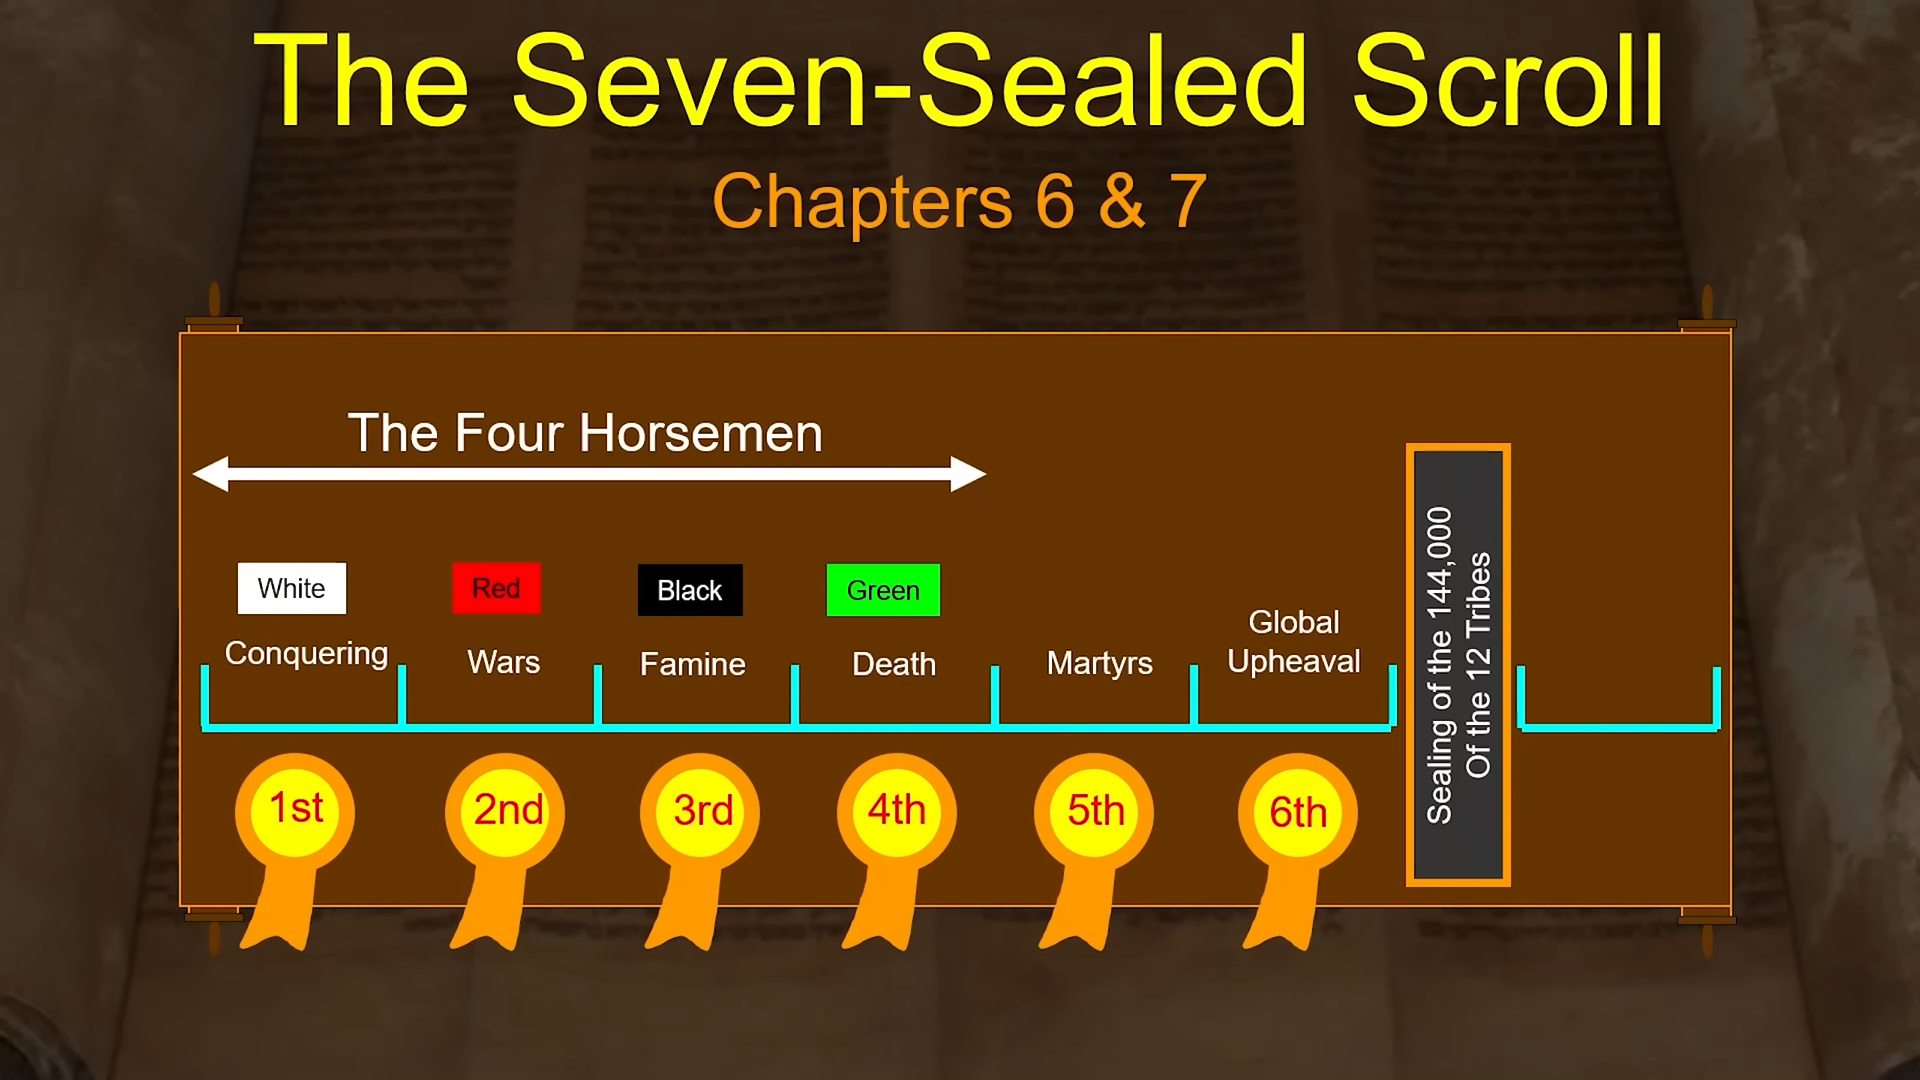 The Seven-Sealed Scroll
Chapters 6 & 7
The Four Horsemen
White
Red
Black
Green
Conquering
Wars
Famine
Death
Martyrs
Global
Upheaval
Sealing of the 144,000
Of the 12 Tribes
1st
2nd
3rd
4th
5th
6th